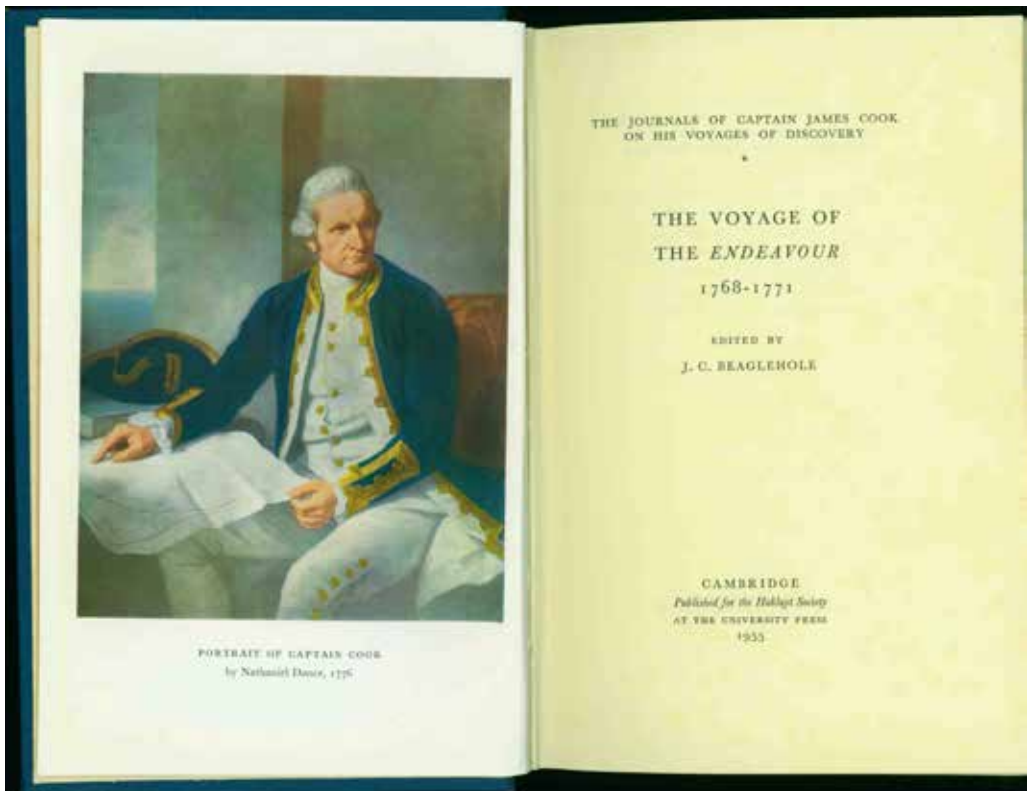 PORTRAIT OF CAPTAIN COOK
by Nathaniel Dance, 1776
THE JOURNALS OF CAPTAIN JAMES COOK
ON HIS VOYAGES OF DISCOVERY
THE VOYAGE OF
THE ENDEAVOUR
1768-1771
EDITED BY
J. C. BEAGLEHOLE
CAMBRIDGE
Published for the Hakluyt Society
AT THE UNIVERSITY PRESS
1955